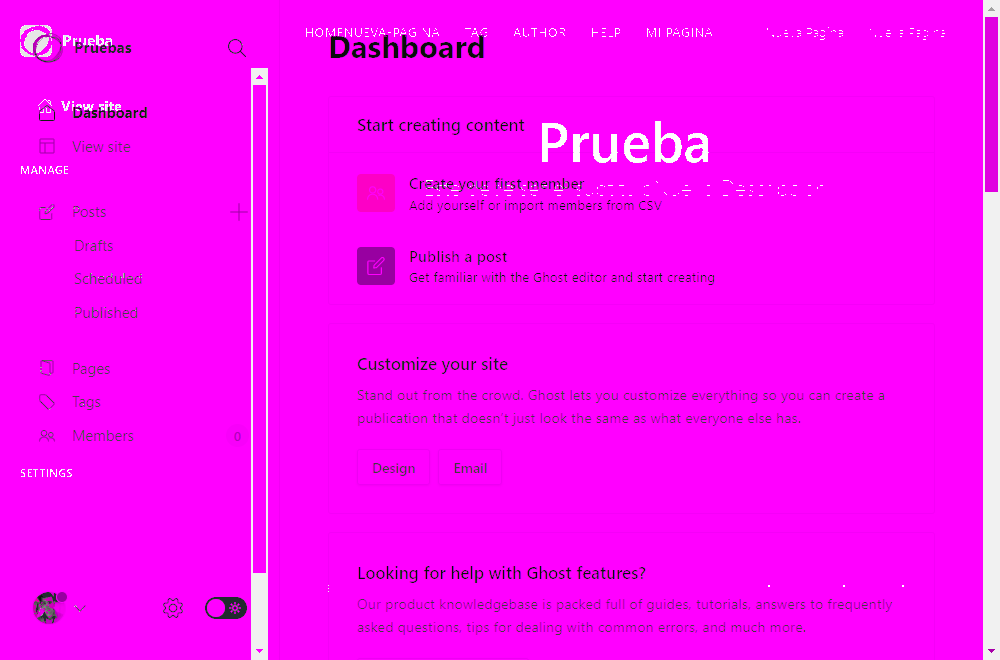 Prueba
Pruebas
View site
Dashboard
View site
MANAGE
Posts
Drafts
Scheduled
Published
Pages
Tags
Members 0
SETTINGS
HOME NUEVA-PAGINA TAG AUTHOR HELP MI PAGINA Nueva Pagina Nueva Pagina
Dashboard
Start creating content
Prueba
Create your first member
Add yourself or import members from CSV
Publish a post
Get familiar with the Ghost editor and start creating
Customize your site
Stand out from the crowd. Ghost lets you customize everything so you can create a
publication that doesn't just look the same as what everyone else has.
Design Email
Looking for help with Ghost features?
Our product knowledgebase is packed full of guides, tutorials, answers to frequently
asked questions, tips for dealing with common errors, and much more.